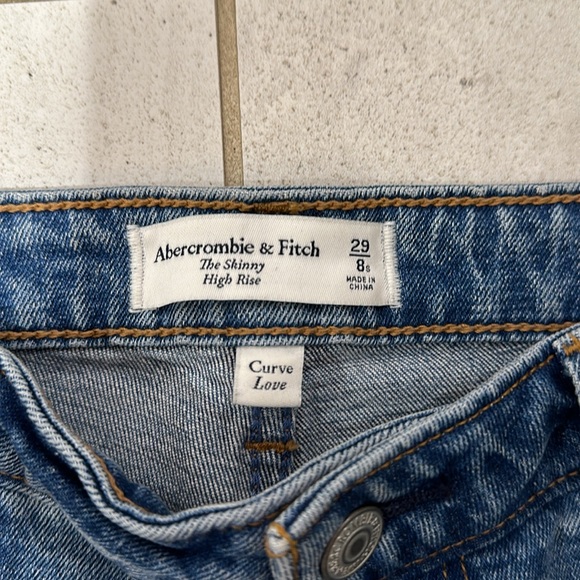 Abercrombie & Fitch
The Skinny
High Rise
29
8s
MADE IN
CHINA
Curve
Love